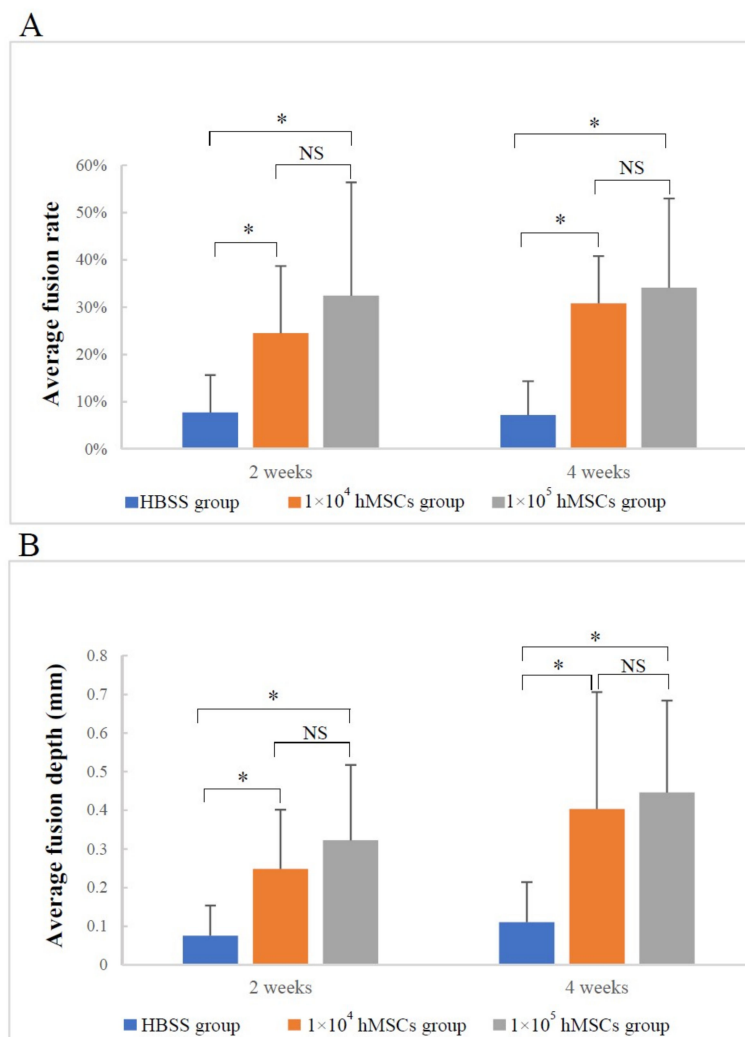 A
Average fusion rate
60%
50%
40%
30%
20%
10%
0%
*
NS
*
*
NS
*
2 weeks
4 weeks
HBSS group
1×10⁴ hMSCs group
1×10⁵ hMSCs group
B
Average fusion depth (mm)
0.8
0.7
0.6
0.5
0.4
0.3
0.2
0.1
0
*
NS
*
*
*
NS
2 weeks
4 weeks
HBSS group
1×10⁴ hMSCs group
1×10⁵ hMSCs group